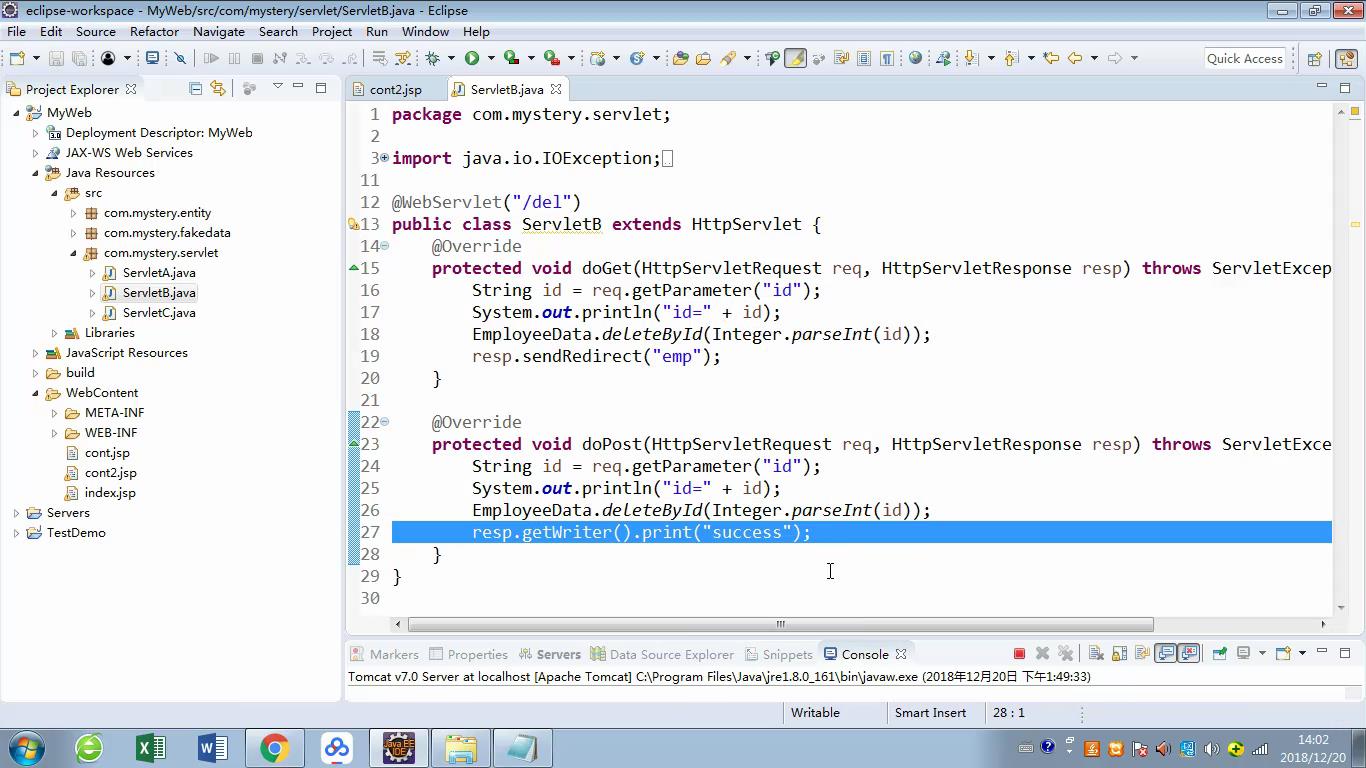 eclipse-workspace - MyWeb/src/com/mystery/servlet/ServletB.java - Eclipse
File Edit Source Refactor Navigate Search Project Run Window Help
Quick Access
Project Explorer
MyWeb
3.0 Deployment Descriptor: MyWeb
JAX-WS Web Services
Java Resources
src
com.mystery.entity
com.mystery.fakedata
com.mystery.servlet
ServletA.java
ServletB.java
ServletC.java
Libraries
JavaScript Resources
build
WebContent
META-INF
WEB-INF
cont.jsp
cont2.jsp
index.jsp
Servers
TestDemo
cont2.jsp ServletB.java
1 package com.mystery.servlet;
2
3 import java.io.IOException;
11
12 @WebServlet("/del")
13 public class ServletB extends HttpServlet {
14 @Override
15 protected void doGet(HttpServletRequest req, HttpServletResponse resp) throws ServletExcep
16 String id = req.getParameter("id");
17 System.out.println("id=" + id);
18 EmployeeData.deleteById(Integer.parseInt(id));
19 resp.sendRedirect("emp");
20 }
21
22 @Override
23 protected void doPost(HttpServletRequest req, HttpServletResponse resp) throws ServletExce
24 String id = req.getParameter("id");
25 System.out.println("id=" + id);
26 EmployeeData.deleteById(Integer.parseInt(id));
27 resp.getWriter().print("success");
28 }
29 }
30
Markers Properties Servers Data Source Explorer Snippets Console
Tomcat v7.0 Server at localhost [Apache Tomcat] C:\Program Files\Java\jre1.8.0_161\bin\javaw.exe (2018年12月20日 下午1:49:33)
Writable Smart Insert 28 : 1
Java EE
IDE
14:02
2018/12/20